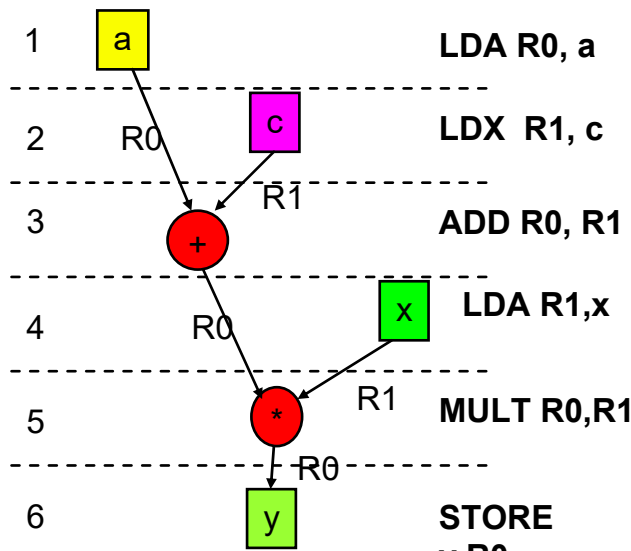 1 a LDA R0, a
2 R0 c LDX R1, c
R1
3 + ADD R0, R1
4 R0 x LDA R1,x
R1
5 * MULT R0,R1
R0
6 y STORE
y R0